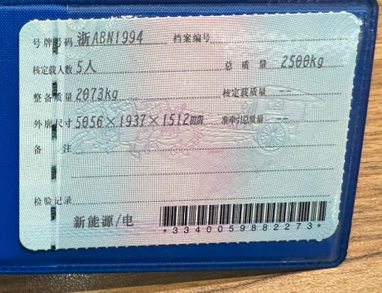 号牌号码 浙ABN1994 档案编号
核定载人数 5人 总质量 2500kg
整备质量 2073kg 核定载质量 --
外廓尺寸 5056×1937×1512mm 准牵引总质量 --
备注
检验记录
新能源/电
*3340059882273*